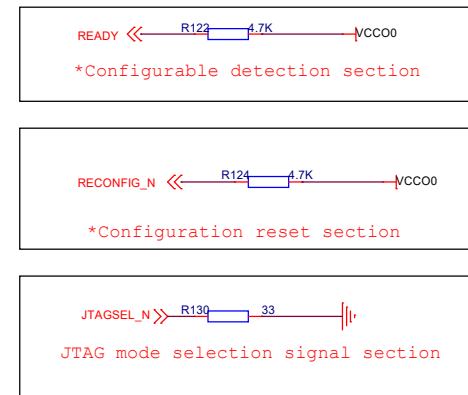 READY R122 4.7K VCCO0
*Configurable detection section
RECONFIG_N R124 4.7K VCCO0
*Configuration reset section
JTAGSEL_N R130 33
JTAG mode selection signal section